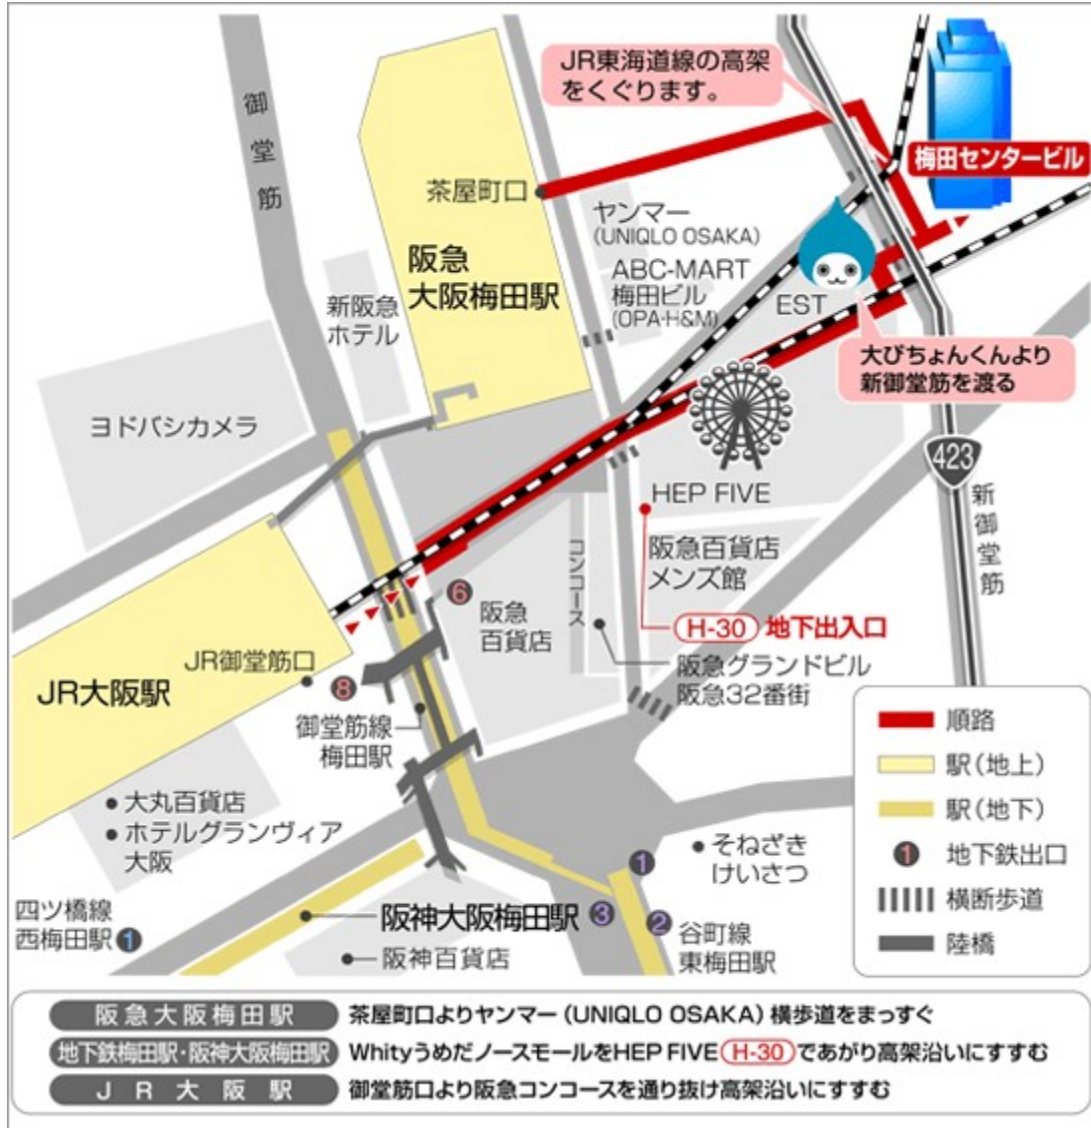 JR東海道線の高架
をくぐります。
御堂筋
梅田センタービル
茶屋町口
ヤンマー
(UNIQLO OSAKA)
阪急
大阪梅田駅
ABC-MART
梅田ビル
(OPA・H&M)
EST
新阪急
ホテル
大ぴちょんくんより
新御堂筋を渡る
ヨドバシカメラ
423
HEP FIVE
新御堂筋
コンコース
阪急百貨店
メンズ館
6
阪急
百貨店
H-30 地下出入口
JR御堂筋口
阪急グランドビル
阪急32番街
JR大阪駅
8
御堂筋線
梅田駅
順路
駅(地上)
大丸百貨店
ホテルグランヴィア
大阪
駅(地下)
そねざき
けいさつ
1
1 地下鉄出口
四ツ橋線
西梅田駅 1
阪神大阪梅田駅
3
2
谷町線
東梅田駅
横断歩道
阪神百貨店
陸橋
阪急大阪梅田駅 茶屋町口よりヤンマー(UNIQLO OSAKA)横歩道をまっすぐ
地下鉄梅田駅・阪神大阪梅田駅 WhityうめだノースモールをHEP FIVE H-30 であがり高架沿いにすすむ
JR大阪駅 御堂筋口より阪急コンコースを通り抜け高架沿いにすすむ